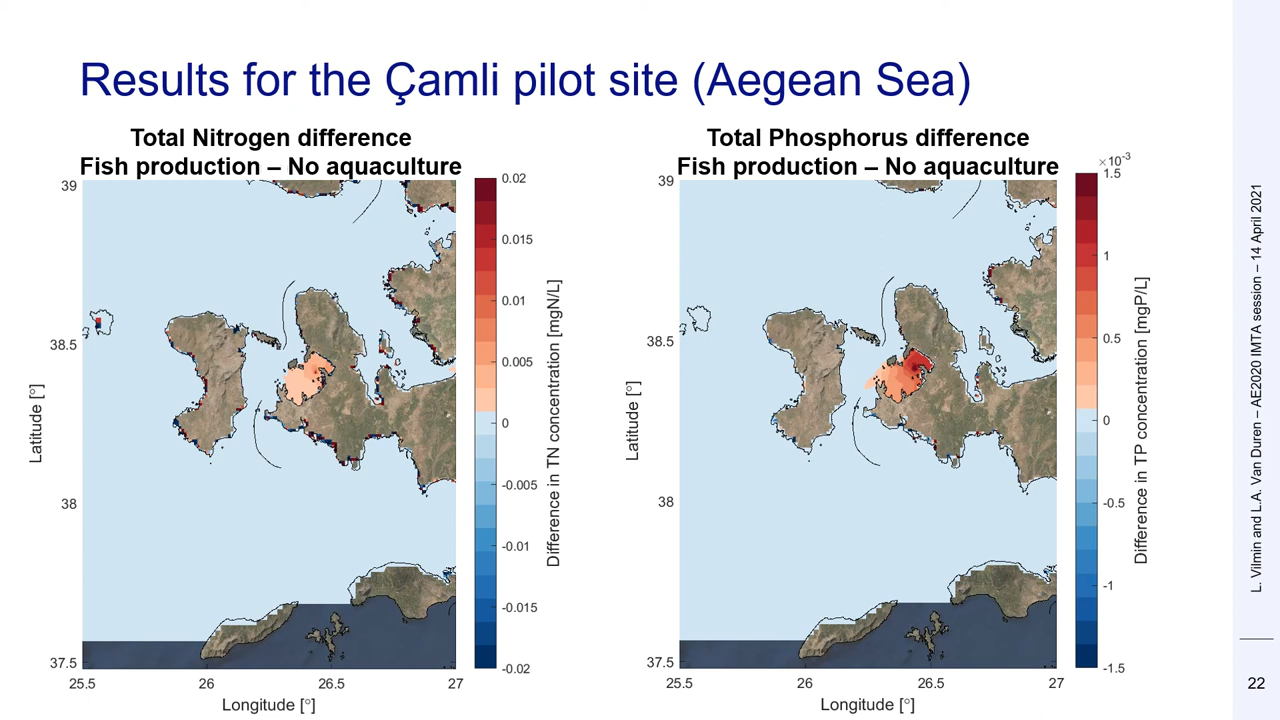 Results for the Çamli pilot site (Aegean Sea)
Total Nitrogen difference
Fish production – No aquaculture
39
38.5
38
37.5
25.5
26
26.5
27
Latitude [°]
Longitude [°]
0.02
0.015
0.01
0.005
0
-0.005
-0.01
-0.015
-0.02
Difference in TN concentration [mgN/L]
Total Phosphorus difference
Fish production – No aquaculture
39
38.5
38
37.5
25.5
26
26.5
27
Latitude [°]
Longitude [°]
×10⁻³
1.5
1
0.5
0
-0.5
-1
-1.5
Difference in TP concentration [mgP/L]
L. Vilmin and L.A. Van Duren – AE2020 IMTA session – 14 April 2021
22